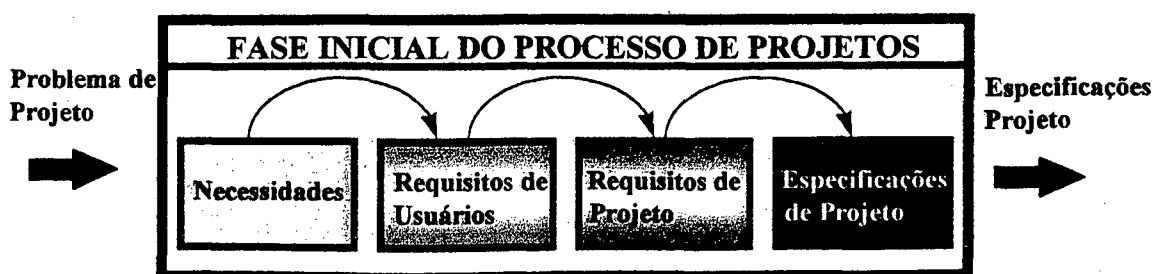 FASE INICIAL DO PROCESSO DE PROJETOS
Problema de
Projeto
Necessidades
Requisitos de
Usuários
Requisitos de
Projeto
Especificações
de Projeto
Especificações
Projeto